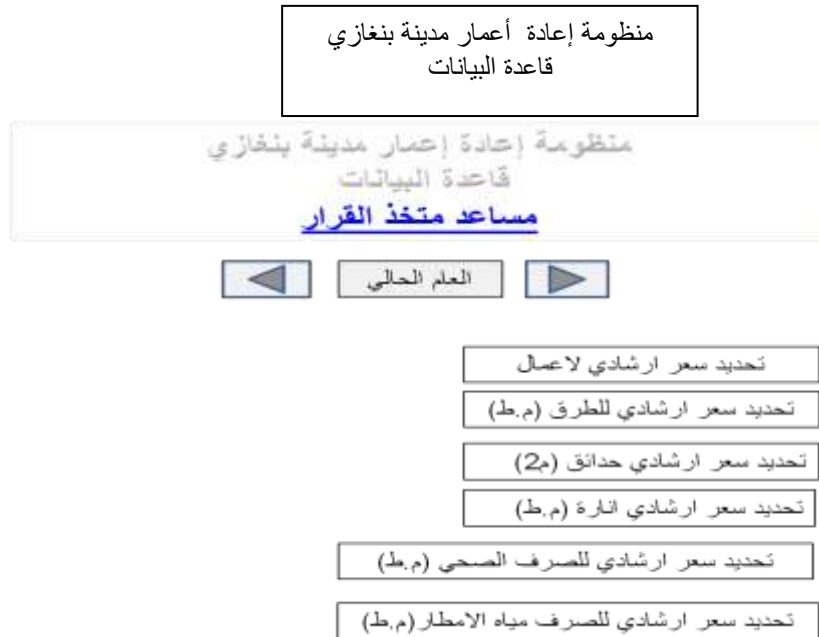 منظومة إعادة أعمار مدينة بنغازي
قاعدة البيانات
منظومة إعادة إعمار مدينة بنغازي
قاعدة البيانات
مساعد متخذ القرار
العام الحالي
تحديد سعر ارشادي لاعمال
تحديد سعر ارشادي للطرق (م.ط)
تحديد سعر ارشادي حدائق (م2)
تحديد سعر ارشادي انارة (م.ط)
تحديد سعر ارشادي للصرف الصحي (م.ط)
تحديد سعر ارشادي للصرف مياه الامطار (م.ط)